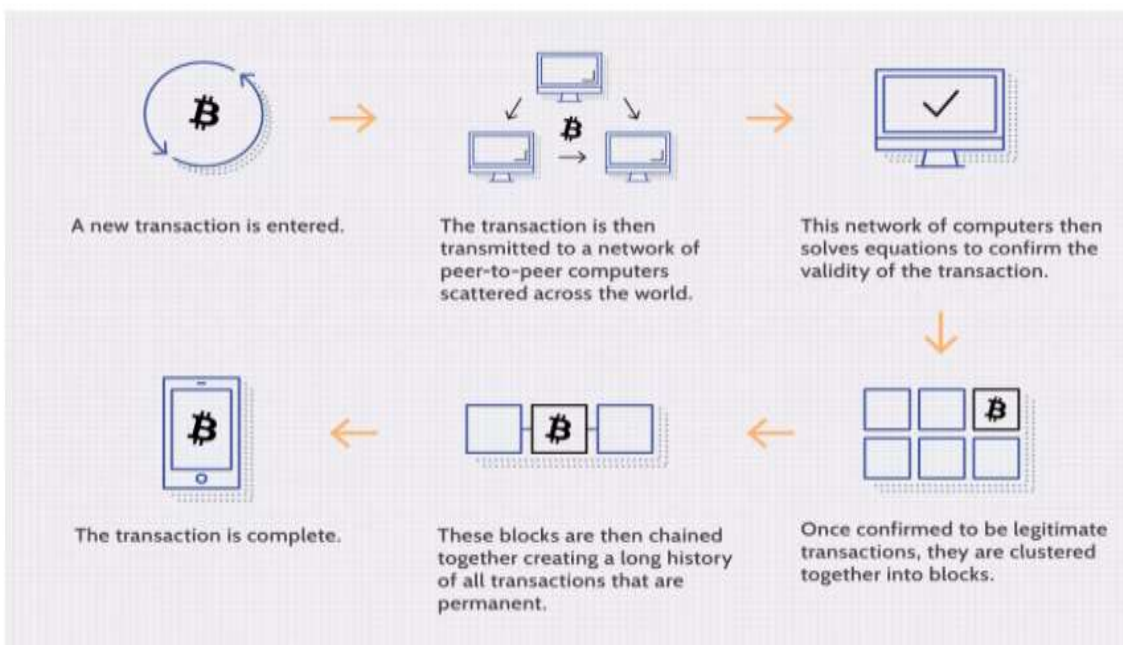 A new transaction is entered.
The transaction is then
transmitted to a network of
peer-to-peer computers
scattered across the world.
This network of computers then
solves equations to confirm the
validity of the transaction.
Once confirmed to be legitimate
transactions, they are clustered
together into blocks.
These blocks are then chained
together creating a long history
of all transactions that are
permanent.
The transaction is complete.